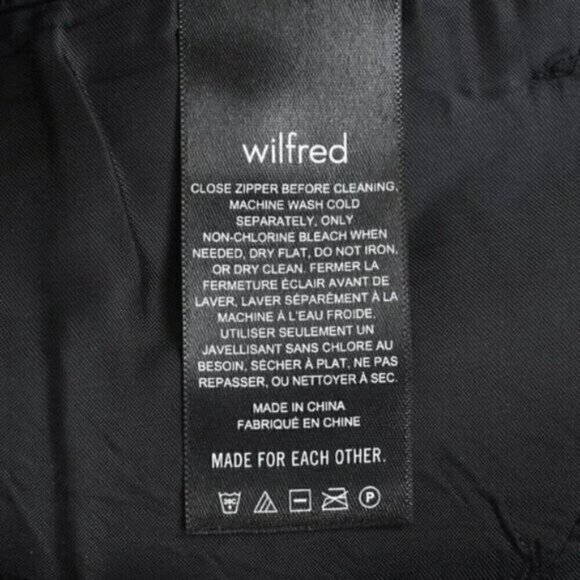 wilfred
CLOSE ZIPPER BEFORE CLEANING,
MACHINE WASH COLD
SEPARATELY, ONLY
NON-CHLORINE BLEACH WHEN
NEEDED, DRY FLAT, DO NOT IRON,
OR DRY CLEAN. FERMER LA
FERMETURE ÉCLAIR AVANT DE
LAVER, LAVER SÉPARÉMENT À LA
MACHINE À L'EAU FROIDE.
UTILISER SEULEMENT UN
JAVELLISANT SANS CHLORE AU
BESOIN, SÉCHER À PLAT, NE PAS
REPASSER, OU NETTOYER À SEC.
MADE IN CHINA
FABRIQUÉ EN CHINE
MADE FOR EACH OTHER.
30C P